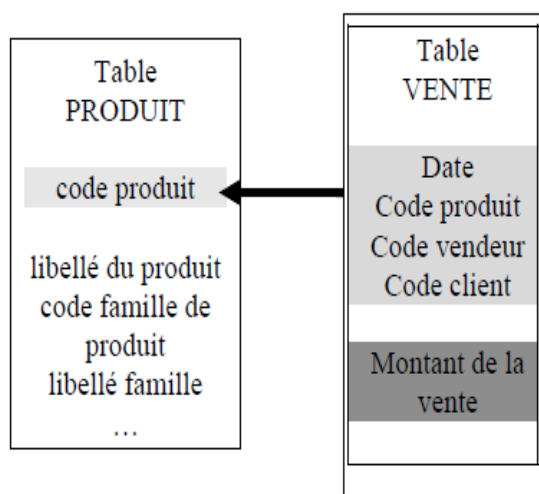 Table
PRODUIT
code produit
libellé du produit
code famille de
produit
libellé famille
...
Table
VENTE
Date
Code produit
Code vendeur
Code client
Montant de la
vente